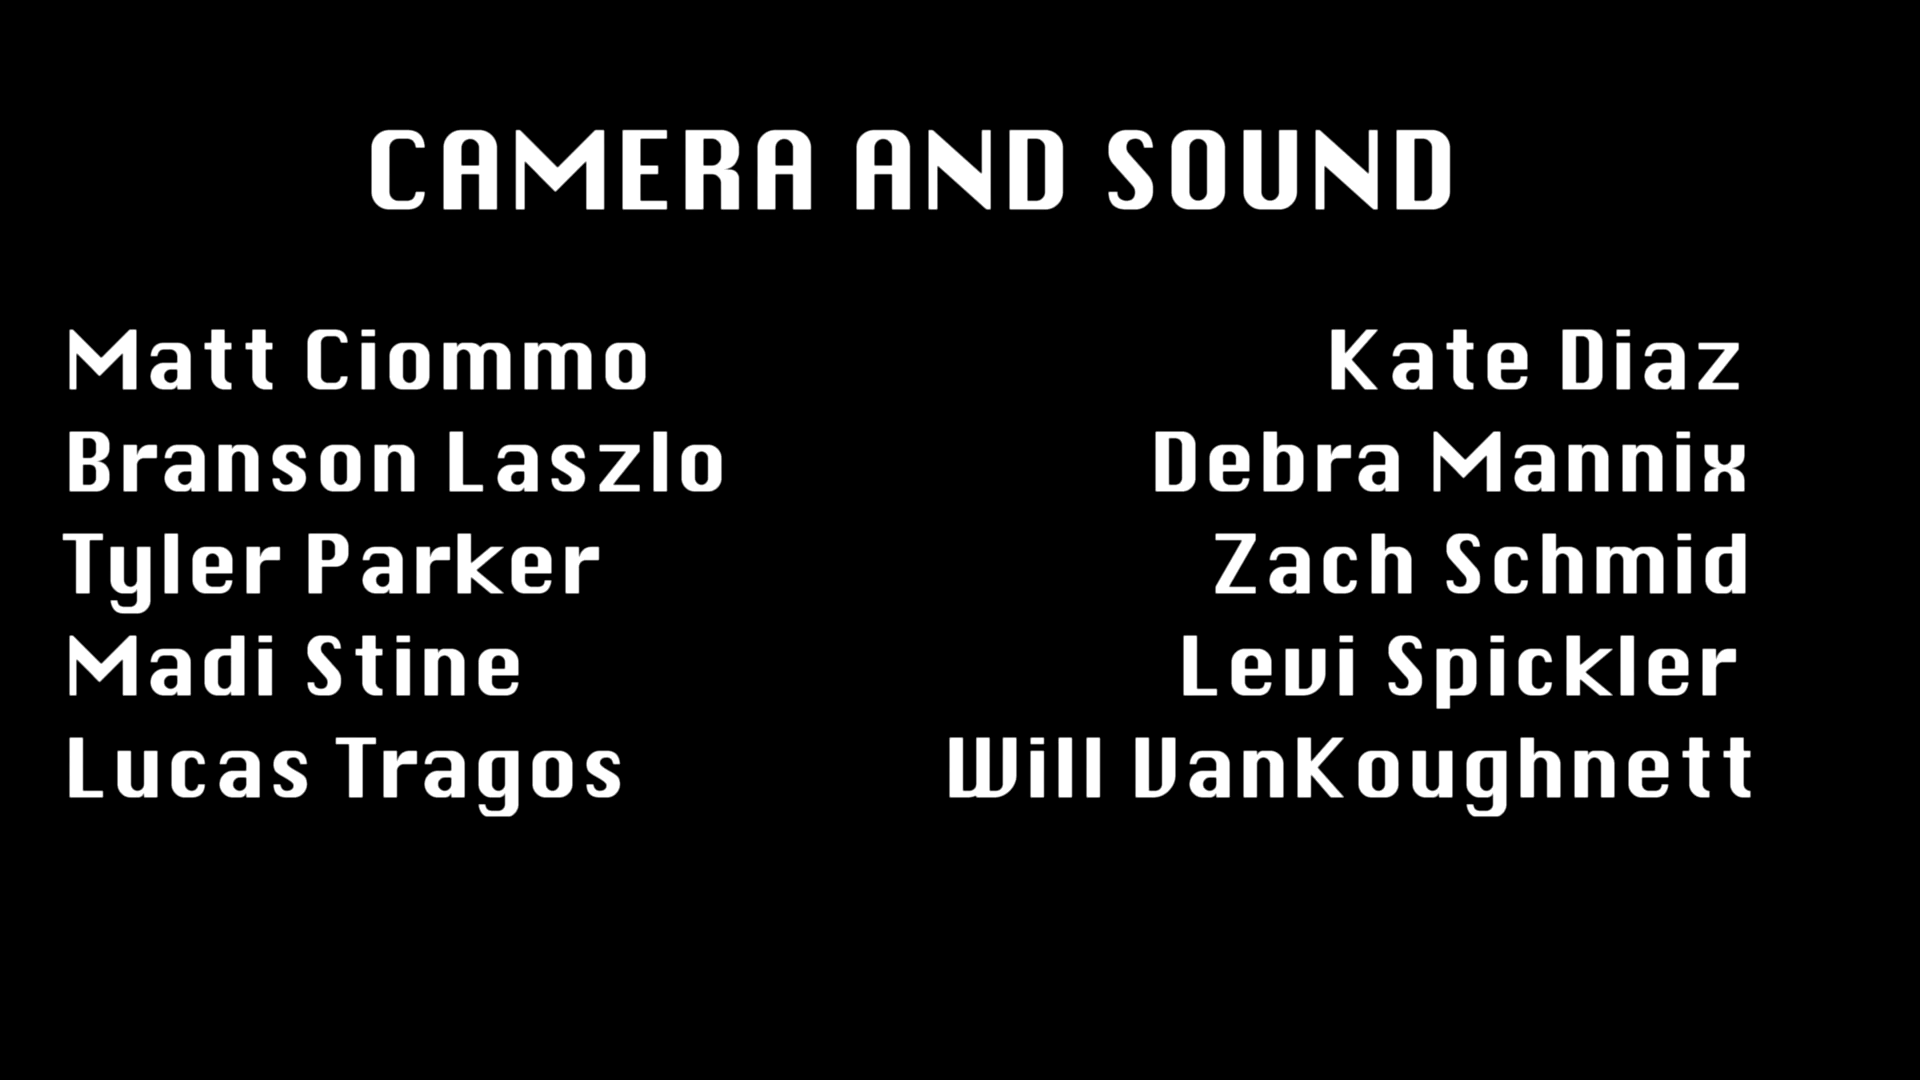 CAMERA AND SOUND
Matt Ciommo
Kate Diaz
Branson Laszlo
Debra Mannix
Tyler Parker
Zach Schmid
Madi Stine
Levi Spickler
Lucas Tragos
Will VanKoughnett